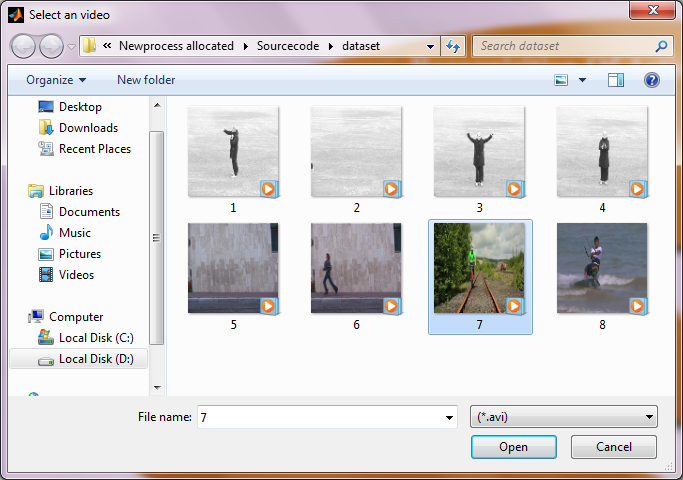 Select an video
« Newprocess allocated Sourcecode dataset
Search dataset
Organize New folder
Desktop
Downloads
Recent Places
Libraries
Documents
Music
Pictures
Videos
Computer
Local Disk (C:)
Local Disk (D:)
1 2 3 4
5 6 7 8
File name: 7 (*.avi)
Open Cancel